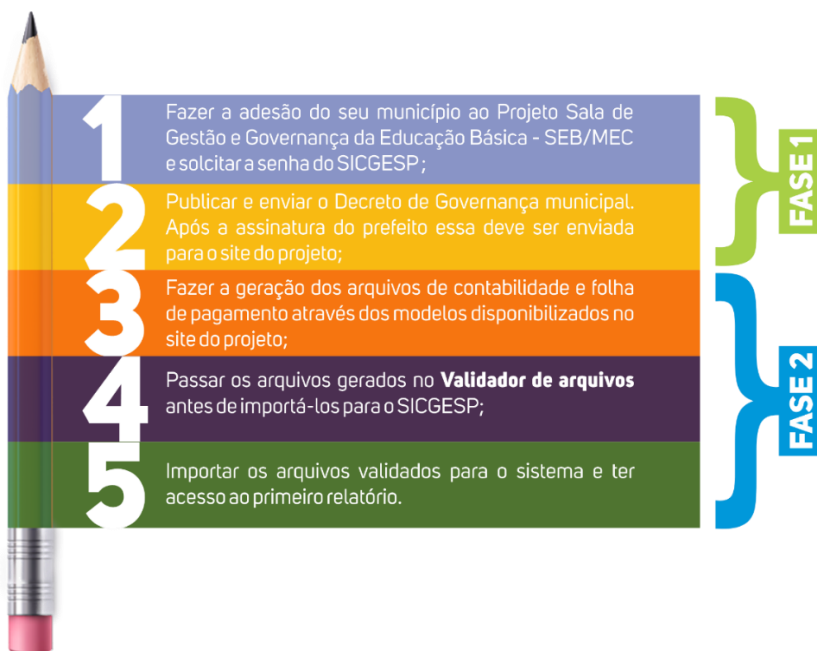 1
Fazer a adesão do seu município ao Projeto Sala de
Gestão e Governança da Educação Básica - SEB/MEC
e solcitar a senha do SICGESP;
2
Publicar e enviar o Decreto de Governança municipal.
Após a assinatura do prefeito essa deve ser enviada
para o site do projeto;
FASE 1
3
Fazer a geração dos arquivos de contabilidade e folha
de pagamento através dos modelos disponibilizados no
site do projeto;
4
Passar os arquivos gerados no Validador de arquivos
antes de importá-los para o SICGESP;
5
Importar os arquivos validados para o sistema e ter
acesso ao primeiro relatório.
FASE 2